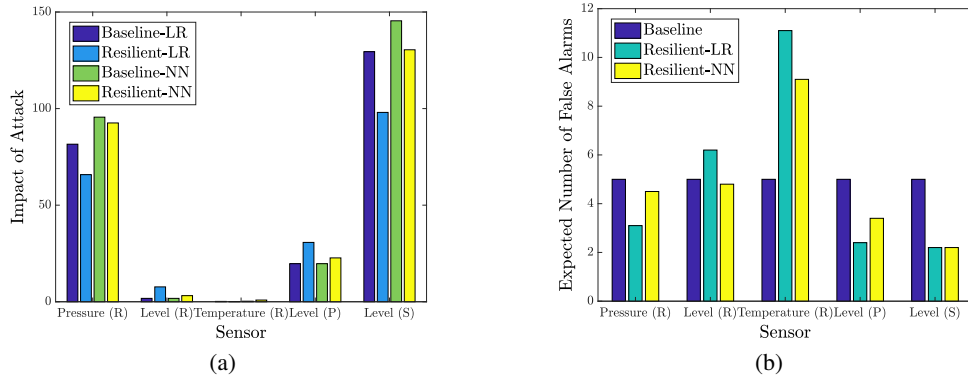 150
100
50
0
Impact of Attack
Baseline-LR
Resilient-LR
Baseline-NN
Resilient-NN
Pressure (R)
Level (R)
Temperature (R)
Level (P)
Level (S)
Sensor
(a)
12
10
8
6
4
2
0
Expected Number of False Alarms
Baseline
Resilient-LR
Resilient-NN
Pressure (R)
Level (R)
Temperature (R)
Level (P)
Level (S)
Sensor
(b)